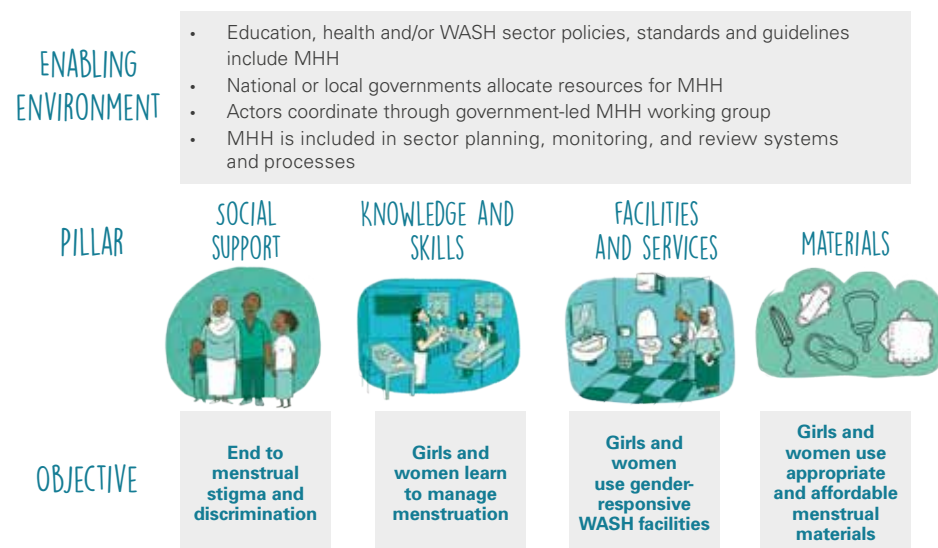 ENABLING
ENVIRONMENT
• Education, health and/or WASH sector policies, standards and guidelines
include MHH
• National or local governments allocate resources for MHH
• Actors coordinate through government-led MHH working group
• MHH is included in sector planning, monitoring, and review systems
and processes
PILLAR
SOCIAL
SUPPORT
KNOWLEDGE AND
SKILLS
FACILITIES
AND SERVICES
MATERIALS
OBJECTIVE
End to
menstrual
stigma and
discrimination
Girls and
women learn
to manage
menstruation
Girls and
women
use gender-
responsive
WASH facilities
Girls and
women use
appropriate
and affordable
menstrual
materials